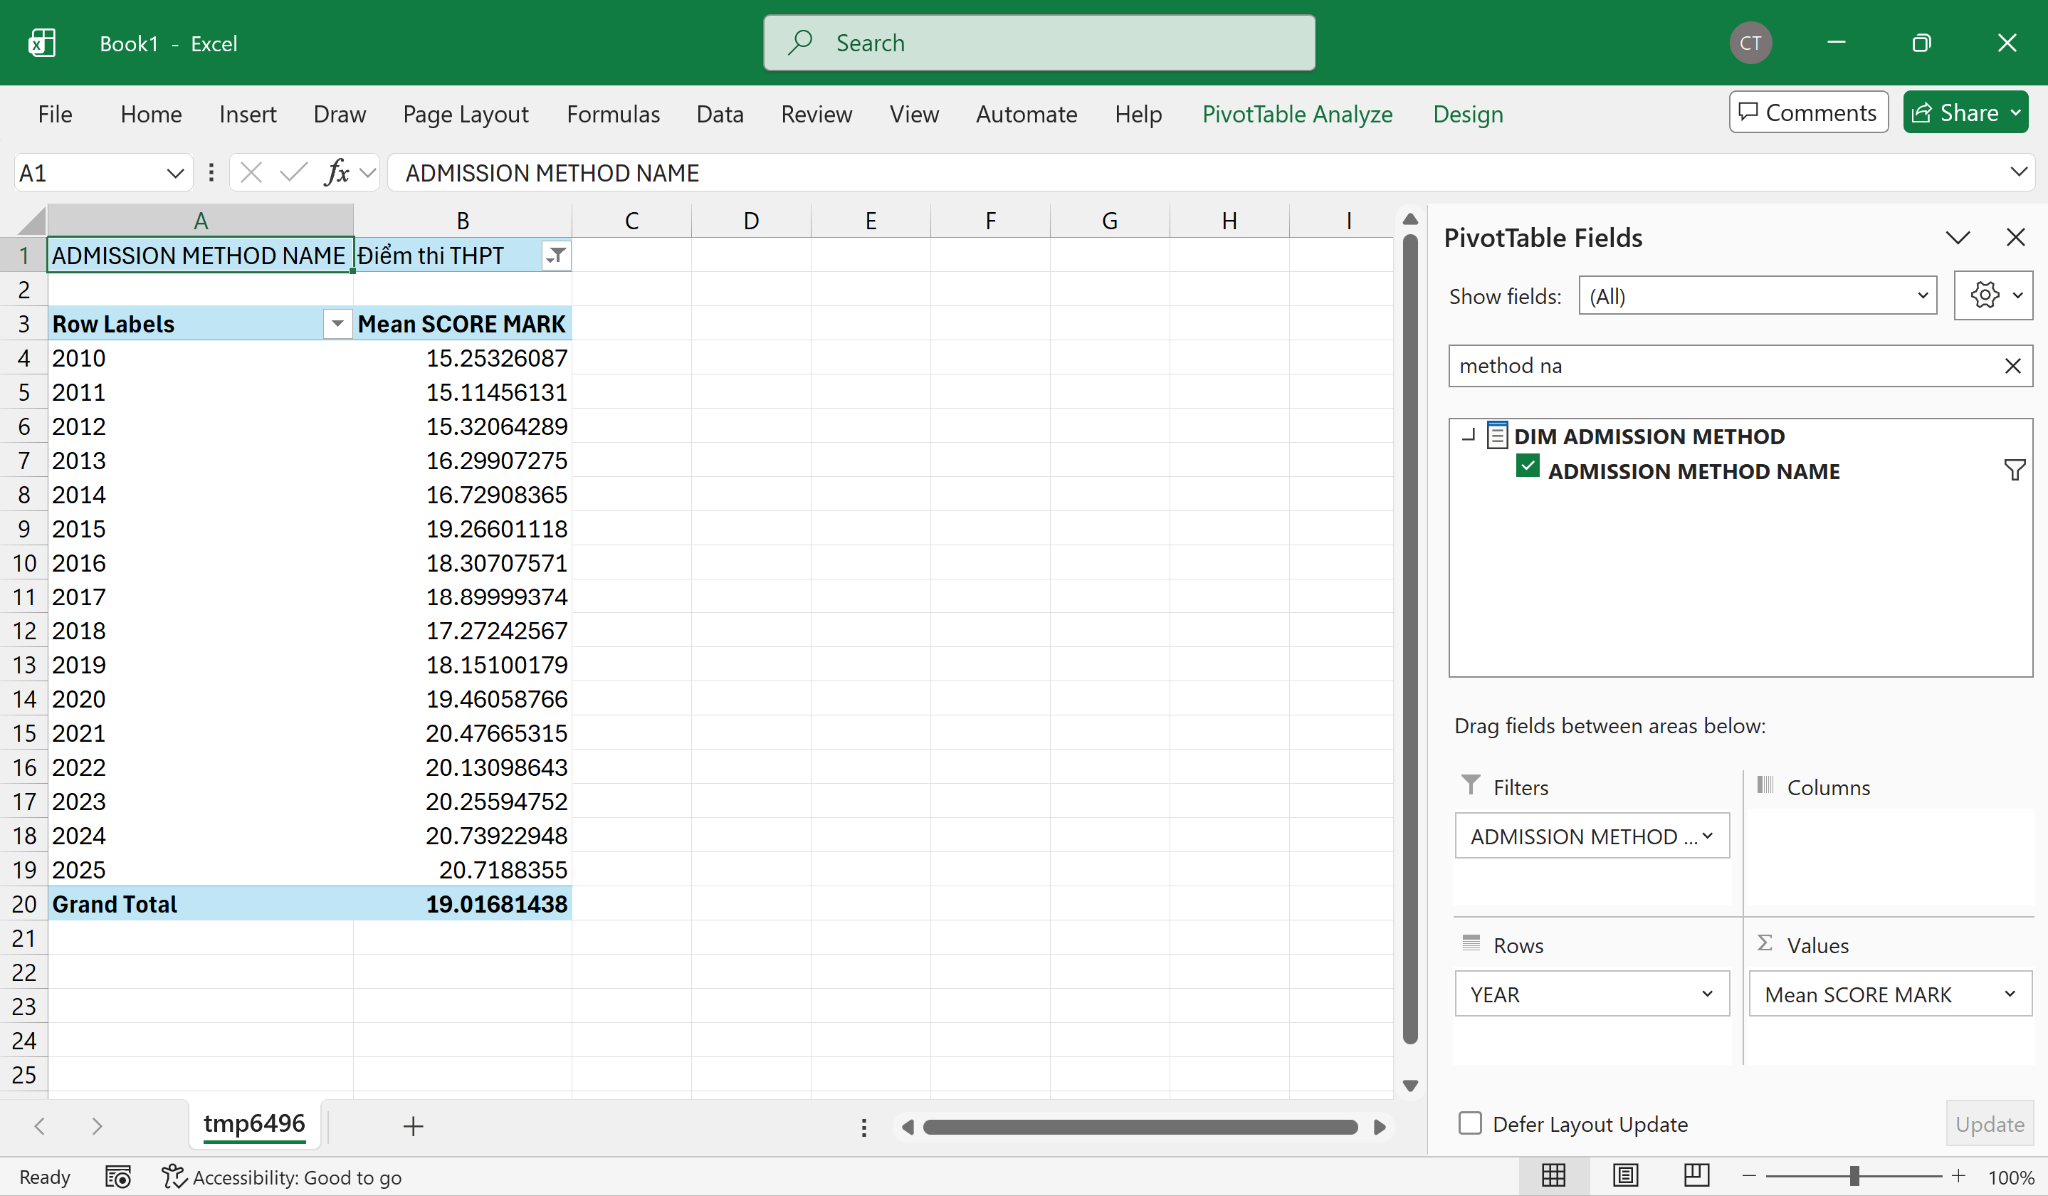 Book1 - Excel
Search
CT
File Home Insert Draw Page Layout Formulas Data Review View Automate Help PivotTable Analyze Design Comments Share
A1 fx ADMISSION METHOD NAME
A B C D E F G H I
1 ADMISSION METHOD NAME Điểm thi THPT
2
3 Row Labels Mean SCORE MARK
4 2010 15.25326087
5 2011 15.11456131
6 2012 15.32064289
7 2013 16.29907275
8 2014 16.72908365
9 2015 19.26601118
10 2016 18.30707571
11 2017 18.89999374
12 2018 17.27242567
13 2019 18.15100179
14 2020 19.46058766
15 2021 20.47665315
16 2022 20.13098643
17 2023 20.25594752
18 2024 20.73922948
19 2025 20.7188355
20 Grand Total 19.01681438
21
22
23
24
25
tmp6496
PivotTable Fields
Show fields: (All)
method na
DIM ADMISSION METHOD
ADMISSION METHOD NAME
Drag fields between areas below:
Filters
ADMISSION METHOD ...
Columns
Rows
YEAR
Σ Values
Mean SCORE MARK
Defer Layout Update Update
Ready Accessibility: Good to go 100%